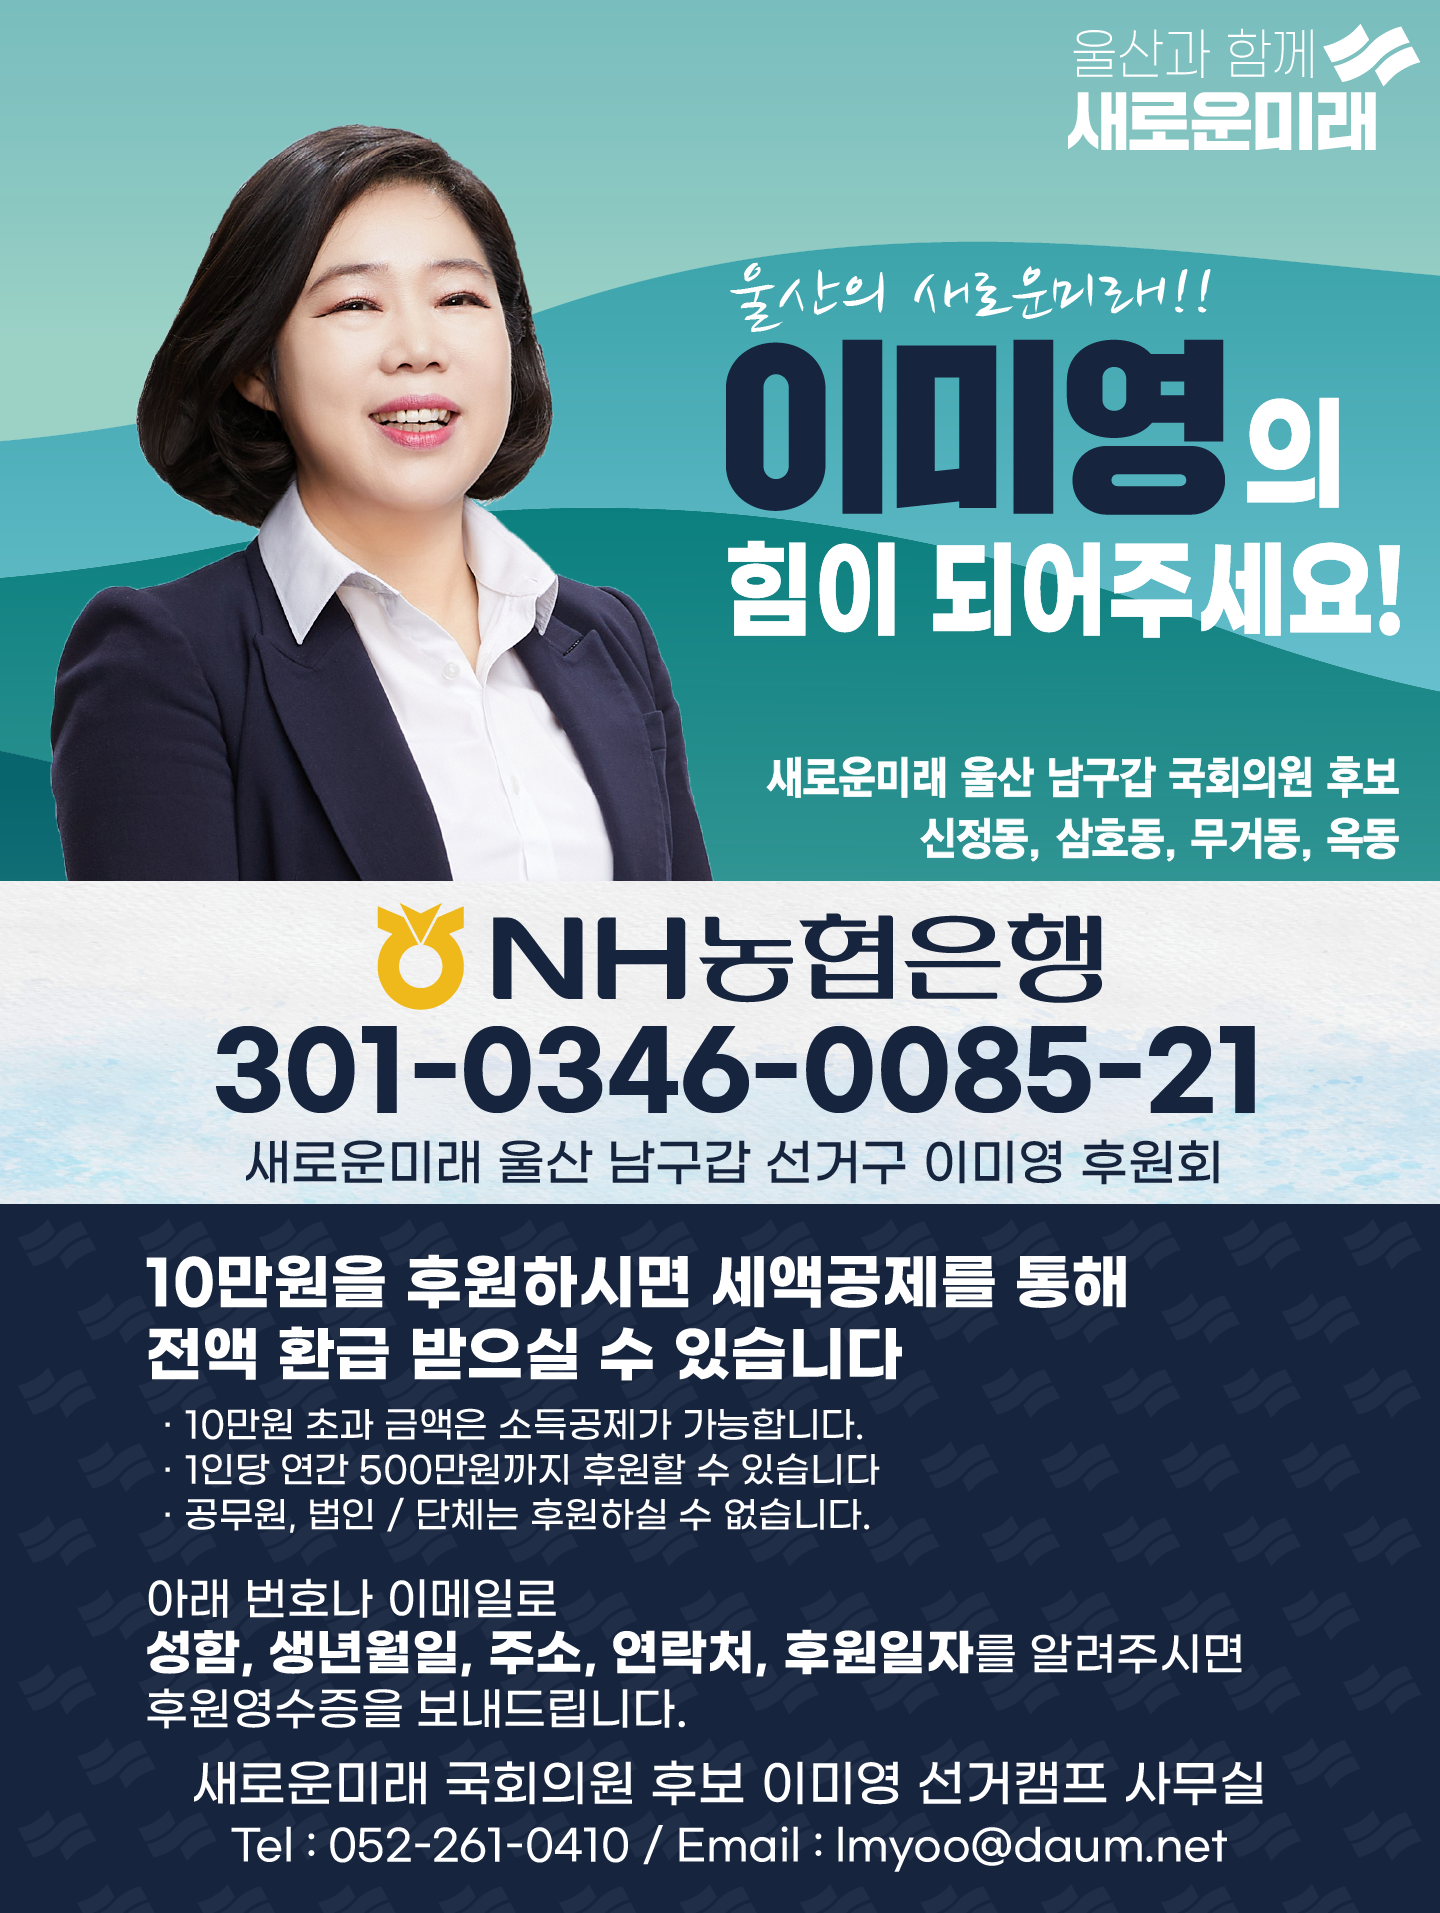 울산과 함께
새로운미래
울산의 새로운미래!!
이미영의
힘이 되어주세요!
새로운미래 울산 남구갑 국회의원 후보
신정동, 삼호동, 무거동, 옥동
NH농협은행
301-0346-0085-21
새로운미래 울산 남구갑 선거구 이미영 후원회
10만원을 후원하시면 세액공제를 통해
전액 환급 받으실 수 있습니다
· 10만원 초과 금액은 소득공제가 가능합니다.
· 1인당 연간 500만원까지 후원할 수 있습니다
· 공무원, 법인 / 단체는 후원하실 수 없습니다.
아래 번호나 이메일로
성함, 생년월일, 주소, 연락처, 후원일자를 알려주시면
후원영수증을 보내드립니다.
새로운미래 국회의원 후보 이미영 선거캠프 사무실
Tel : 052-261-0410 / Email : lmyoo@daum.net